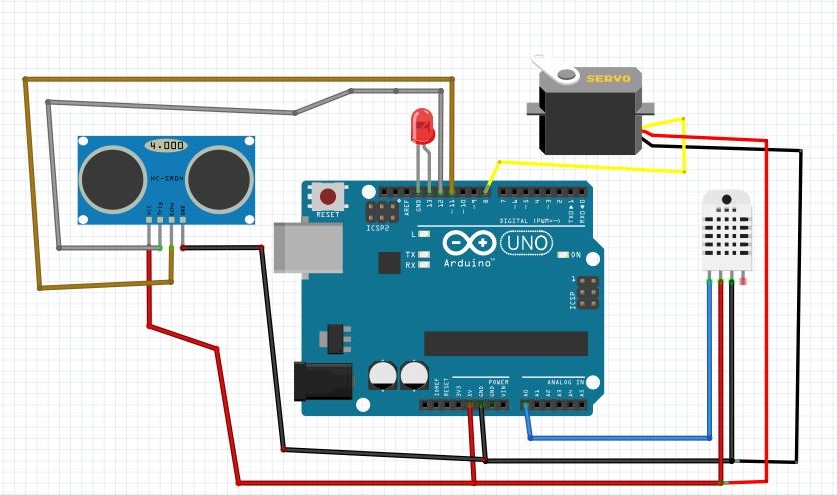 SERVO
4.000
HC-SR04
VCC
Trig
Echo
GND
RESET
ICSP2
AREF
GND
13
12
~11
~10
~9
8
7
~6
~5
4
~3
2
TX▶1
RX◀0
DIGITAL (PWM=~)
L
TX
RX
UNO
Arduino™
ON
1
ICSP
POWER
ANALOG IN
IOREF
RESET
3V3
5V
GND
GND
VIN
A0
A1
A2
A3
A4
A5